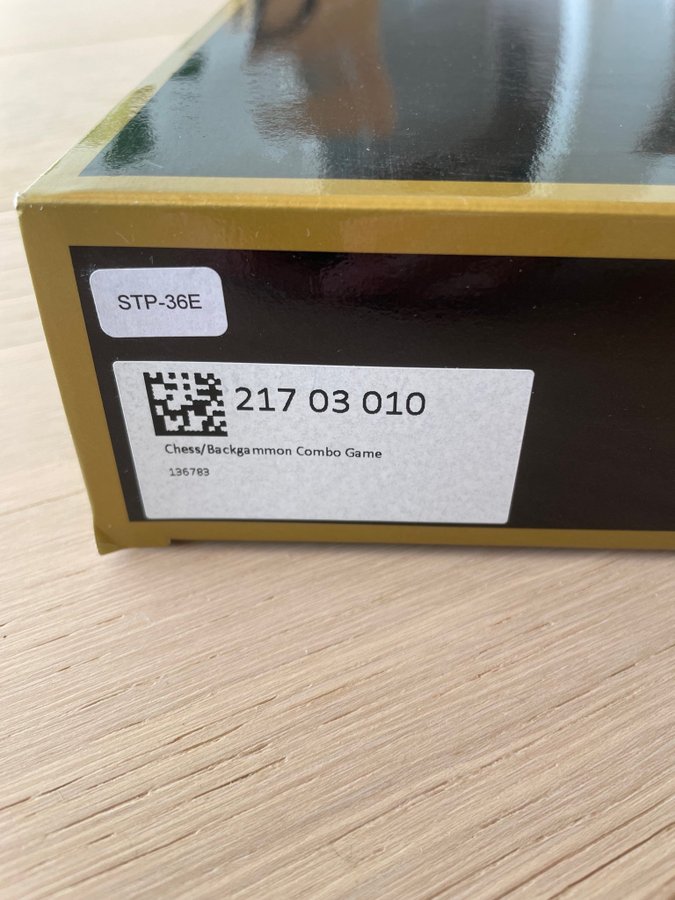 STP-36E
217 03 010
Chess/Backgammon Combo Game
136783